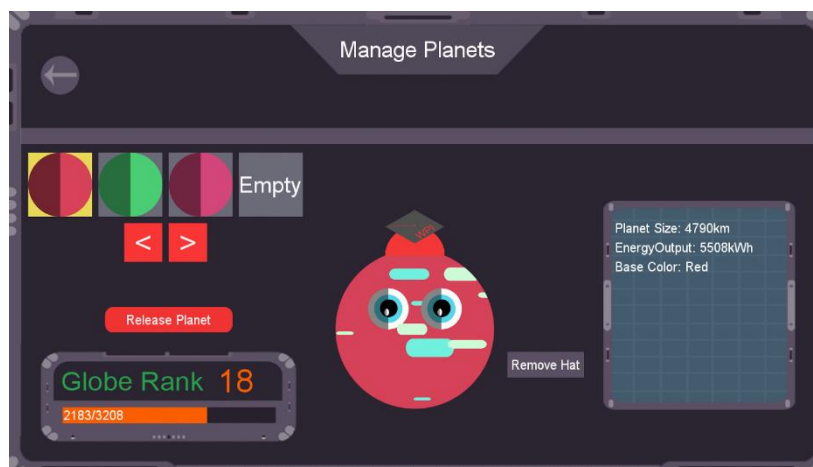 Manage Planets
Empty
< >
Release Planet
Globe Rank 18
2183/3208
WPI
Remove Hat
Planet Size: 4790km
EnergyOutput: 5508kWh
Base Color: Red